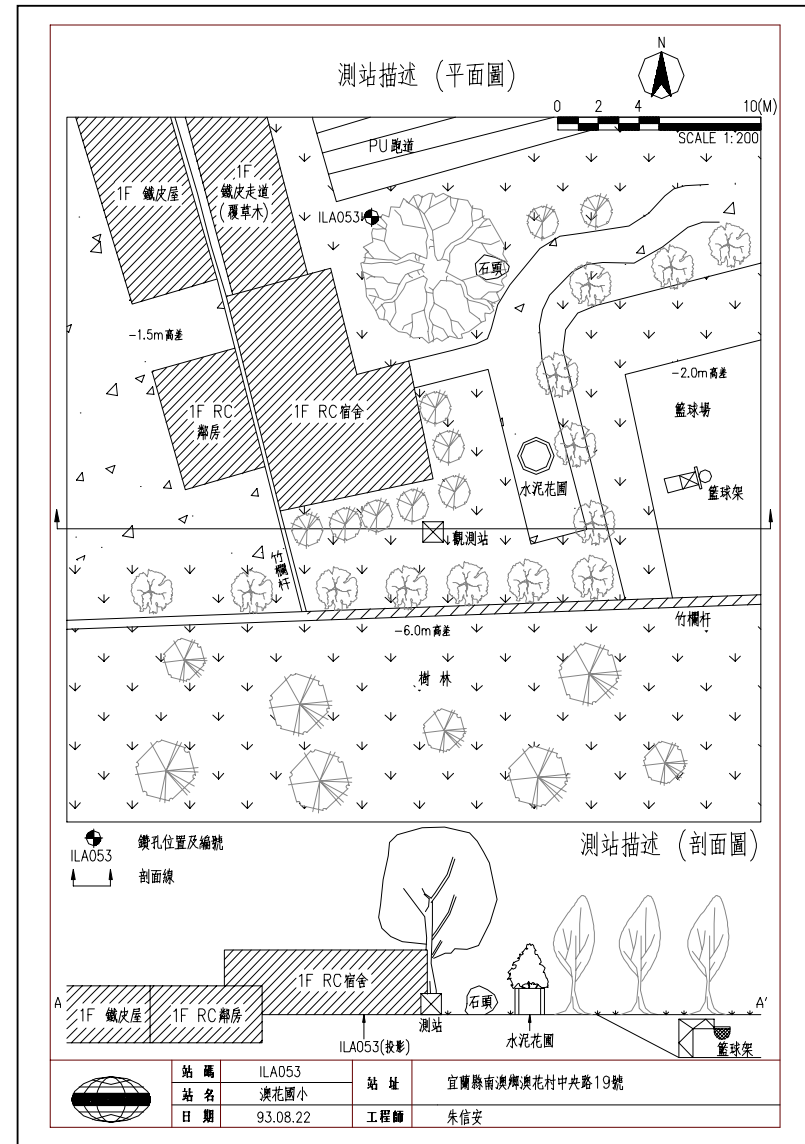 測站描述 (平面圖)
N
0 2 4 10(M)
SCALE 1:200
PU跑道
1F 鐵皮屋
1F
鐵皮走道
(覆草木)
ILA053
石頭
-1.5m高差
-2.0m高差
1F RC
鄰房
1F RC宿舍
籃球場
水泥花圃
籃球架
觀測站
竹欄杆
竹欄杆
-6.0m高差
樹林
ILA053
鑽孔位置及編號
剖面線
測站描述 (剖面圖)
A
1F 鐵皮屋
1F RC鄰房
1F RC宿舍
測站
石頭
A'
ILA053(投影)
水泥花圃
籃球架
站碼 ILA053
站名 澳花國小
日期 93.08.22
站址 宜蘭縣南澳鄉澳花村中央路19號
工程師 朱信安